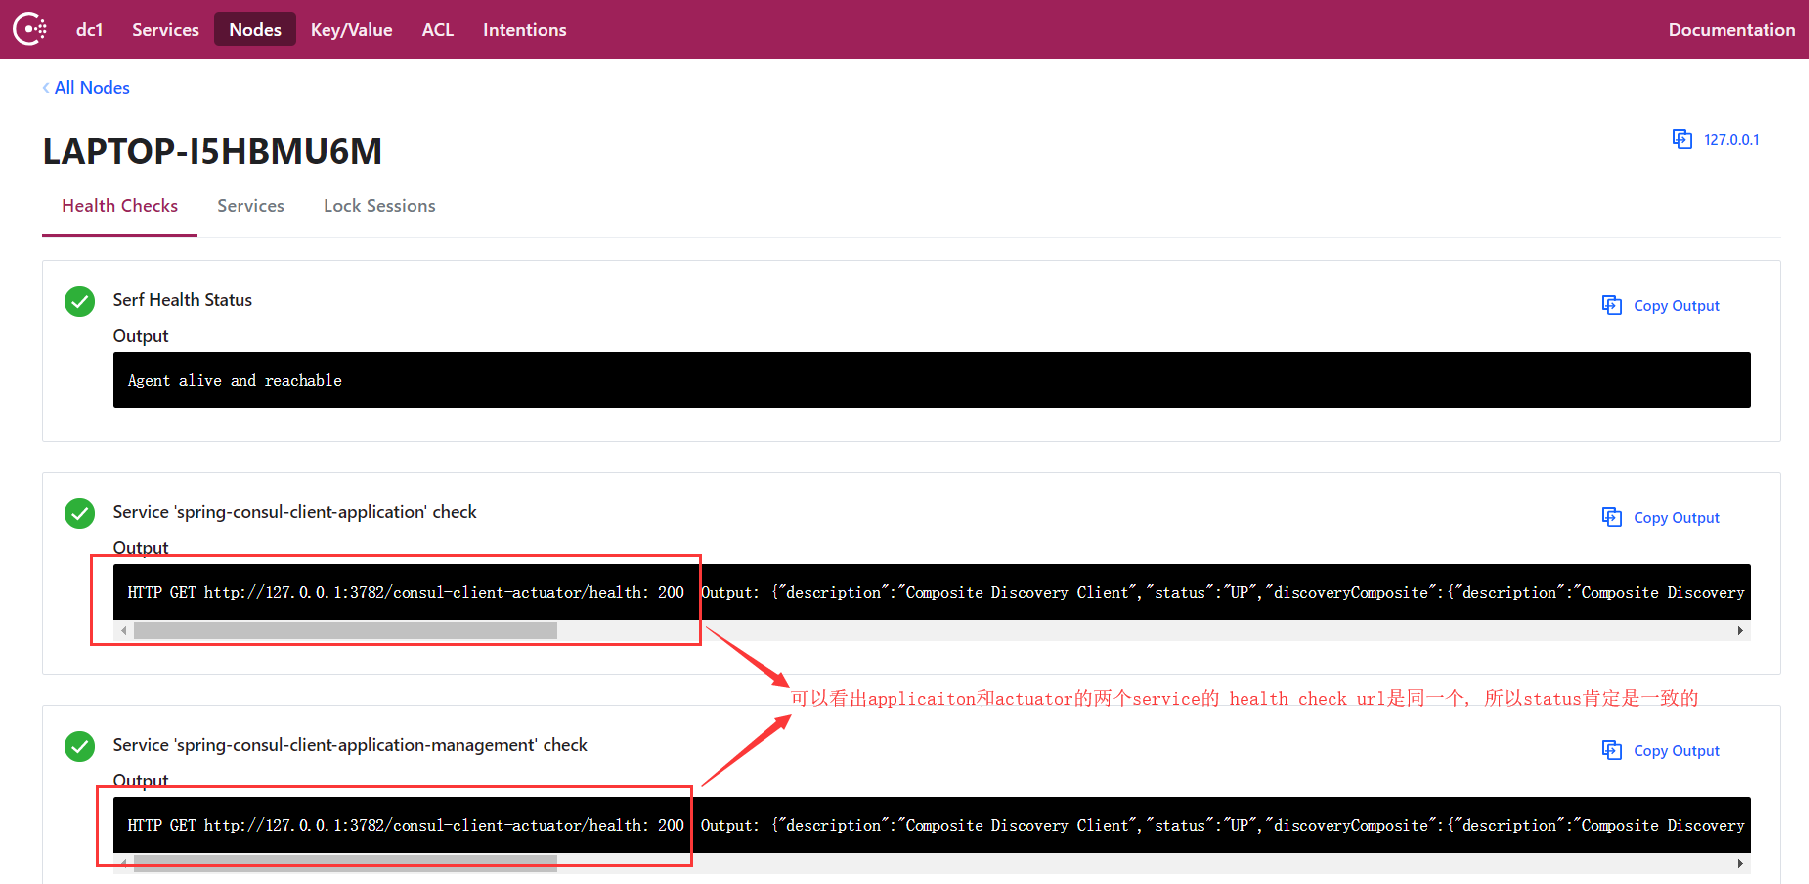 dc1 Services Nodes Key/Value ACL Intentions Documentation
All Nodes
LAPTOP-I5HBMU6M
127.0.0.1
Health Checks Services Lock Sessions
Serf Health Status
Copy Output
Output
Agent alive and reachable
Service 'spring-consul-client-application' check
Copy Output
Output
HTTP GET http://127.0.0.1:3782/consul-client-actuator/health: 200 Output: {"description":"Composite Discovery Client","status":"UP","discoveryComposite":{"description":"Composite Discovery
可以看出applicaiton和actuator的两个service的 health check url是同一个, 所以status肯定是一致的
Service 'spring-consul-client-application-management' check
Copy Output
Output
HTTP GET http://127.0.0.1:3782/consul-client-actuator/health: 200 Output: {"description":"Composite Discovery Client","status":"UP","discoveryComposite":{"description":"Composite Discovery